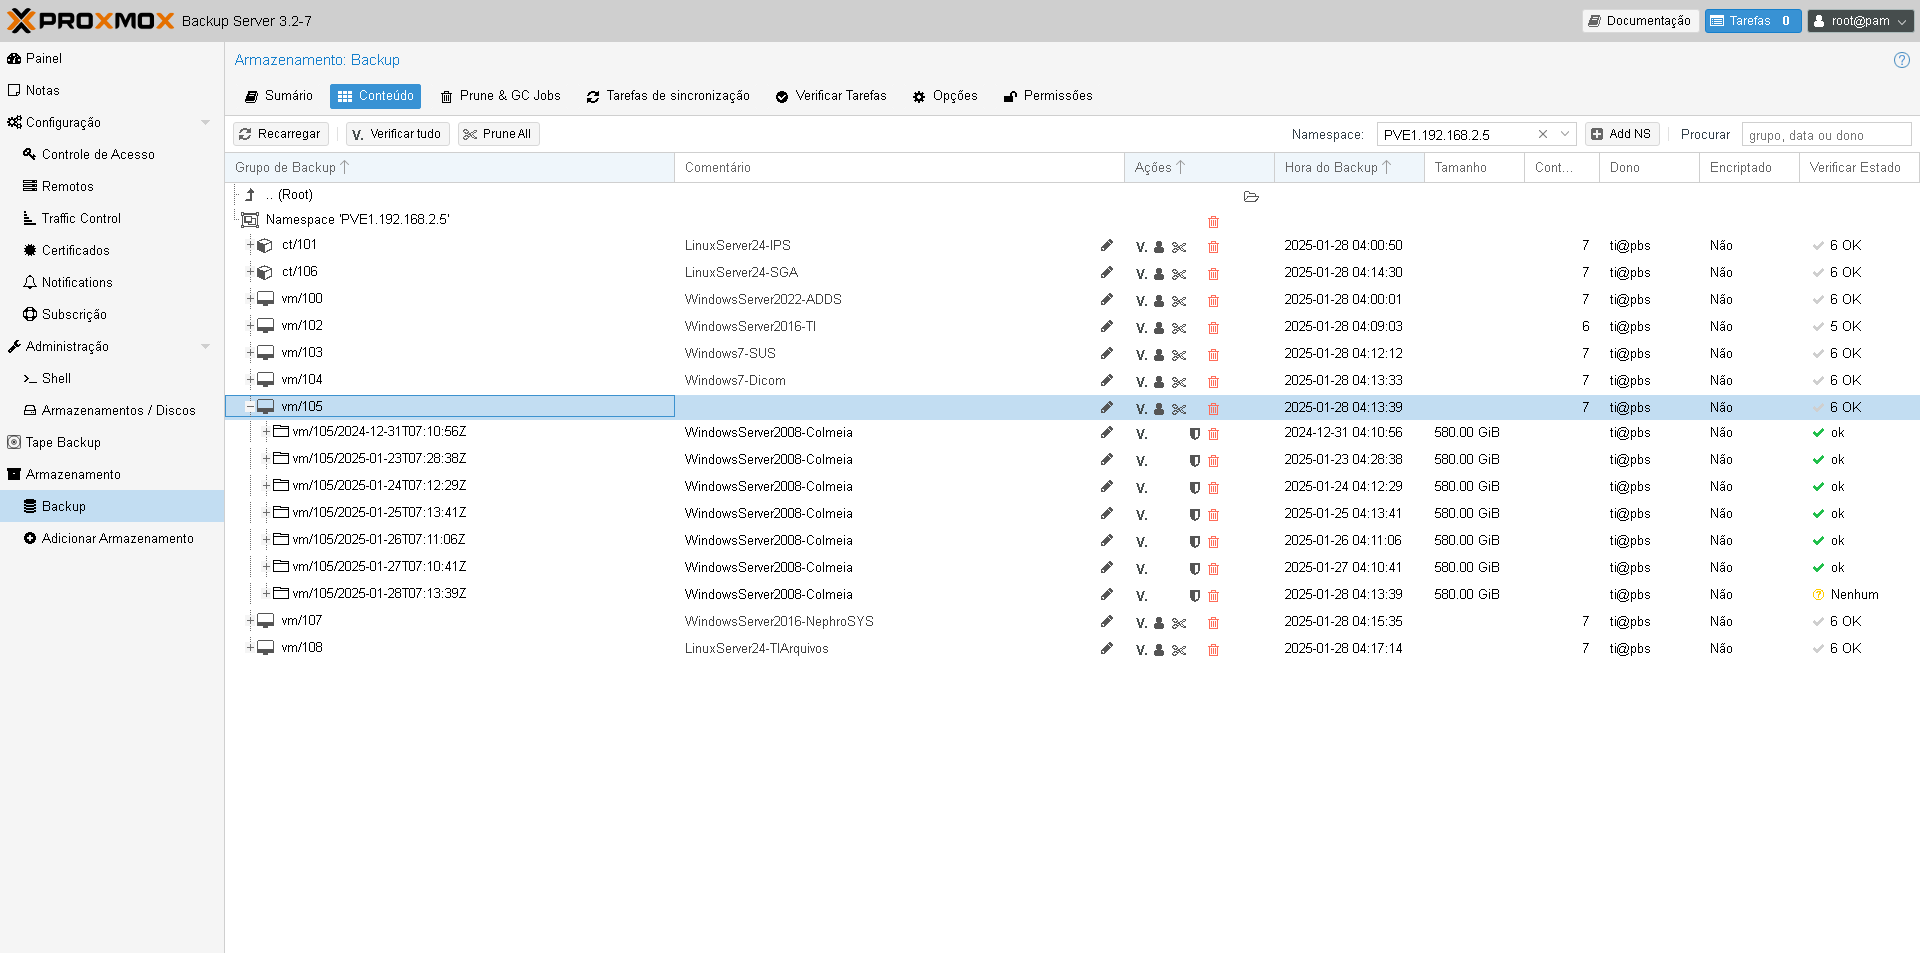 PROXMOX Backup Server 3.2-7
Documentação
Tarefas 0
root@pam
Painel
Notas
Configuração
Controle de Acesso
Remotos
Traffic Control
Certificados
Notifications
Subscrição
Administração
Shell
Armazenamentos / Discos
Tape Backup
Armazenamento
Backup
Adicionar Armazenamento
Armazenamento: Backup
Sumário Conteúdo Prune & GC Jobs Tarefas de sincronização Verificar Tarefas Opções Permissões
Recarregar V. Verificar tudo Prune All Namespace: PVE1.192.168.2.5 Add NS Procurar grupo, data ou dono
Grupo de Backup Comentário Ações Hora do Backup Tamanho Cont... Dono Encriptado Verificar Estado
.. (Root)
Namespace 'PVE1.192.168.2.5'
ct/101 LinuxServer24-IPS V. 2025-01-28 04:00:50 7 ti@pbs Não 6 OK
ct/106 LinuxServer24-SGA V. 2025-01-28 04:14:30 7 ti@pbs Não 6 OK
vm/100 WindowsServer2022-ADDS V. 2025-01-28 04:00:01 7 ti@pbs Não 6 OK
vm/102 WindowsServer2016-TI V. 2025-01-28 04:09:03 6 ti@pbs Não 5 OK
vm/103 Windows7-SUS V. 2025-01-28 04:12:12 7 ti@pbs Não 6 OK
vm/104 Windows7-Dicom V. 2025-01-28 04:13:33 7 ti@pbs Não 6 OK
vm/105 V. 2025-01-28 04:13:39 7 ti@pbs Não 6 OK
vm/105/2024-12-31T07:10:56Z WindowsServer2008-Colmeia V. 2024-12-31 04:10:56 580.00 GiB ti@pbs Não ok
vm/105/2025-01-23T07:28:38Z WindowsServer2008-Colmeia V. 2025-01-23 04:28:38 580.00 GiB ti@pbs Não ok
vm/105/2025-01-24T07:12:29Z WindowsServer2008-Colmeia V. 2025-01-24 04:12:29 580.00 GiB ti@pbs Não ok
vm/105/2025-01-25T07:13:41Z WindowsServer2008-Colmeia V. 2025-01-25 04:13:41 580.00 GiB ti@pbs Não ok
vm/105/2025-01-26T07:11:06Z WindowsServer2008-Colmeia V. 2025-01-26 04:11:06 580.00 GiB ti@pbs Não ok
vm/105/2025-01-27T07:10:41Z WindowsServer2008-Colmeia V. 2025-01-27 04:10:41 580.00 GiB ti@pbs Não ok
vm/105/2025-01-28T07:13:39Z WindowsServer2008-Colmeia V. 2025-01-28 04:13:39 580.00 GiB ti@pbs Não Nenhum
vm/107 WindowsServer2016-NephroSYS V. 2025-01-28 04:15:35 7 ti@pbs Não 6 OK
vm/108 LinuxServer24-TIArquivos V. 2025-01-28 04:17:14 7 ti@pbs Não 6 OK